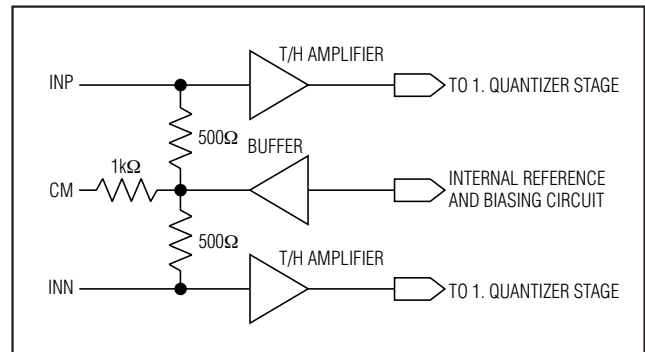 T/H AMPLIFIER
INP
TO 1. QUANTIZER STAGE
500Ω
BUFFER
1kΩ
CM
INTERNAL REFERENCE
AND BIASING CIRCUIT
500Ω
T/H AMPLIFIER
INN
TO 1. QUANTIZER STAGE